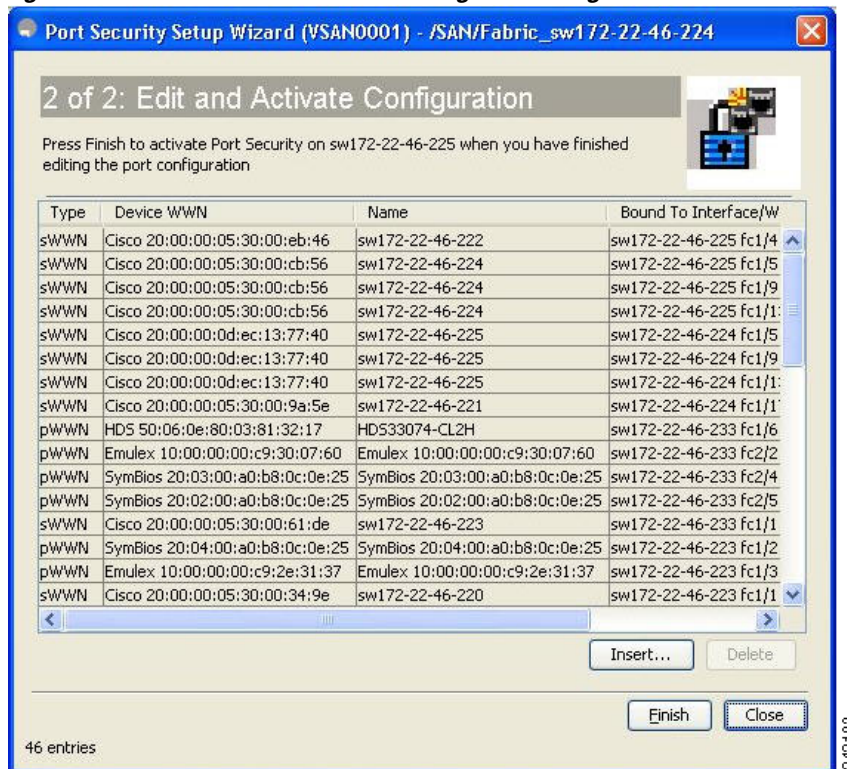 Port Security Setup Wizard (VSAN0001) - /SAN/Fabric_sw172-22-46-224
2 of 2: Edit and Activate Configuration
Press Finish to activate Port Security on sw172-22-46-225 when you have finished
editing the port configuration
Type Device WWN Name Bound To Interface/W
sWWN Cisco 20:00:00:05:30:00:eb:46 sw172-22-46-222 sw172-22-46-225 fc1/4
sWWN Cisco 20:00:00:05:30:00:cb:56 sw172-22-46-224 sw172-22-46-225 fc1/5
sWWN Cisco 20:00:00:05:30:00:cb:56 sw172-22-46-224 sw172-22-46-225 fc1/9
sWWN Cisco 20:00:00:05:30:00:cb:56 sw172-22-46-224 sw172-22-46-225 fc1/1
sWWN Cisco 20:00:00:0d:ec:13:77:40 sw172-22-46-225 sw172-22-46-224 fc1/5
sWWN Cisco 20:00:00:0d:ec:13:77:40 sw172-22-46-225 sw172-22-46-224 fc1/9
sWWN Cisco 20:00:00:0d:ec:13:77:40 sw172-22-46-225 sw172-22-46-224 fc1/1
sWWN Cisco 20:00:00:05:30:00:9a:5e sw172-22-46-221 sw172-22-46-224 fc1/1
pWWN HDS 50:06:0e:80:03:81:32:17 HDS33074-CL2H sw172-22-46-233 fc1/6
pWWN Emulex 10:00:00:00:c9:30:07:60 Emulex 10:00:00:00:c9:30:07:60 sw172-22-46-233 fc2/2
pWWN SymBios 20:03:00:a0:b8:0c:0e:25 SymBios 20:03:00:a0:b8:0c:0e:25 sw172-22-46-233 fc2/4
pWWN SymBios 20:02:00:a0:b8:0c:0e:25 SymBios 20:02:00:a0:b8:0c:0e:25 sw172-22-46-233 fc2/5
sWWN Cisco 20:00:00:05:30:00:61:de sw172-22-46-223 sw172-22-46-233 fc1/1
pWWN SymBios 20:04:00:a0:b8:0c:0e:25 SymBios 20:04:00:a0:b8:0c:0e:25 sw172-22-46-223 fc1/2
pWWN Emulex 10:00:00:00:c9:2e:31:37 Emulex 10:00:00:00:c9:2e:31:37 sw172-22-46-223 fc1/3
sWWN Cisco 20:00:00:05:30:00:34:9e sw172-22-46-220 sw172-22-46-223 fc1/1
Insert... Delete
Finish Close
46 entries